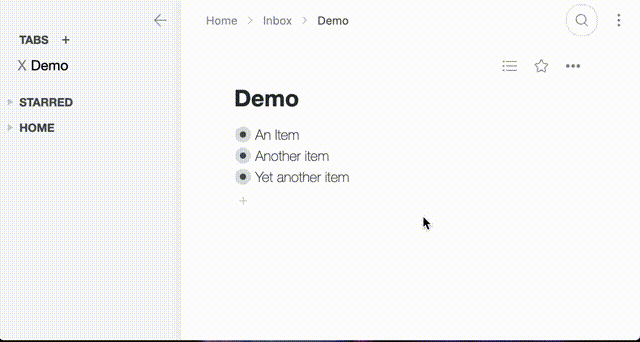 TABS +
X Demo
STARRED
HOME
Home > Inbox > Demo
Demo
An Item
Another item
Yet another item
+